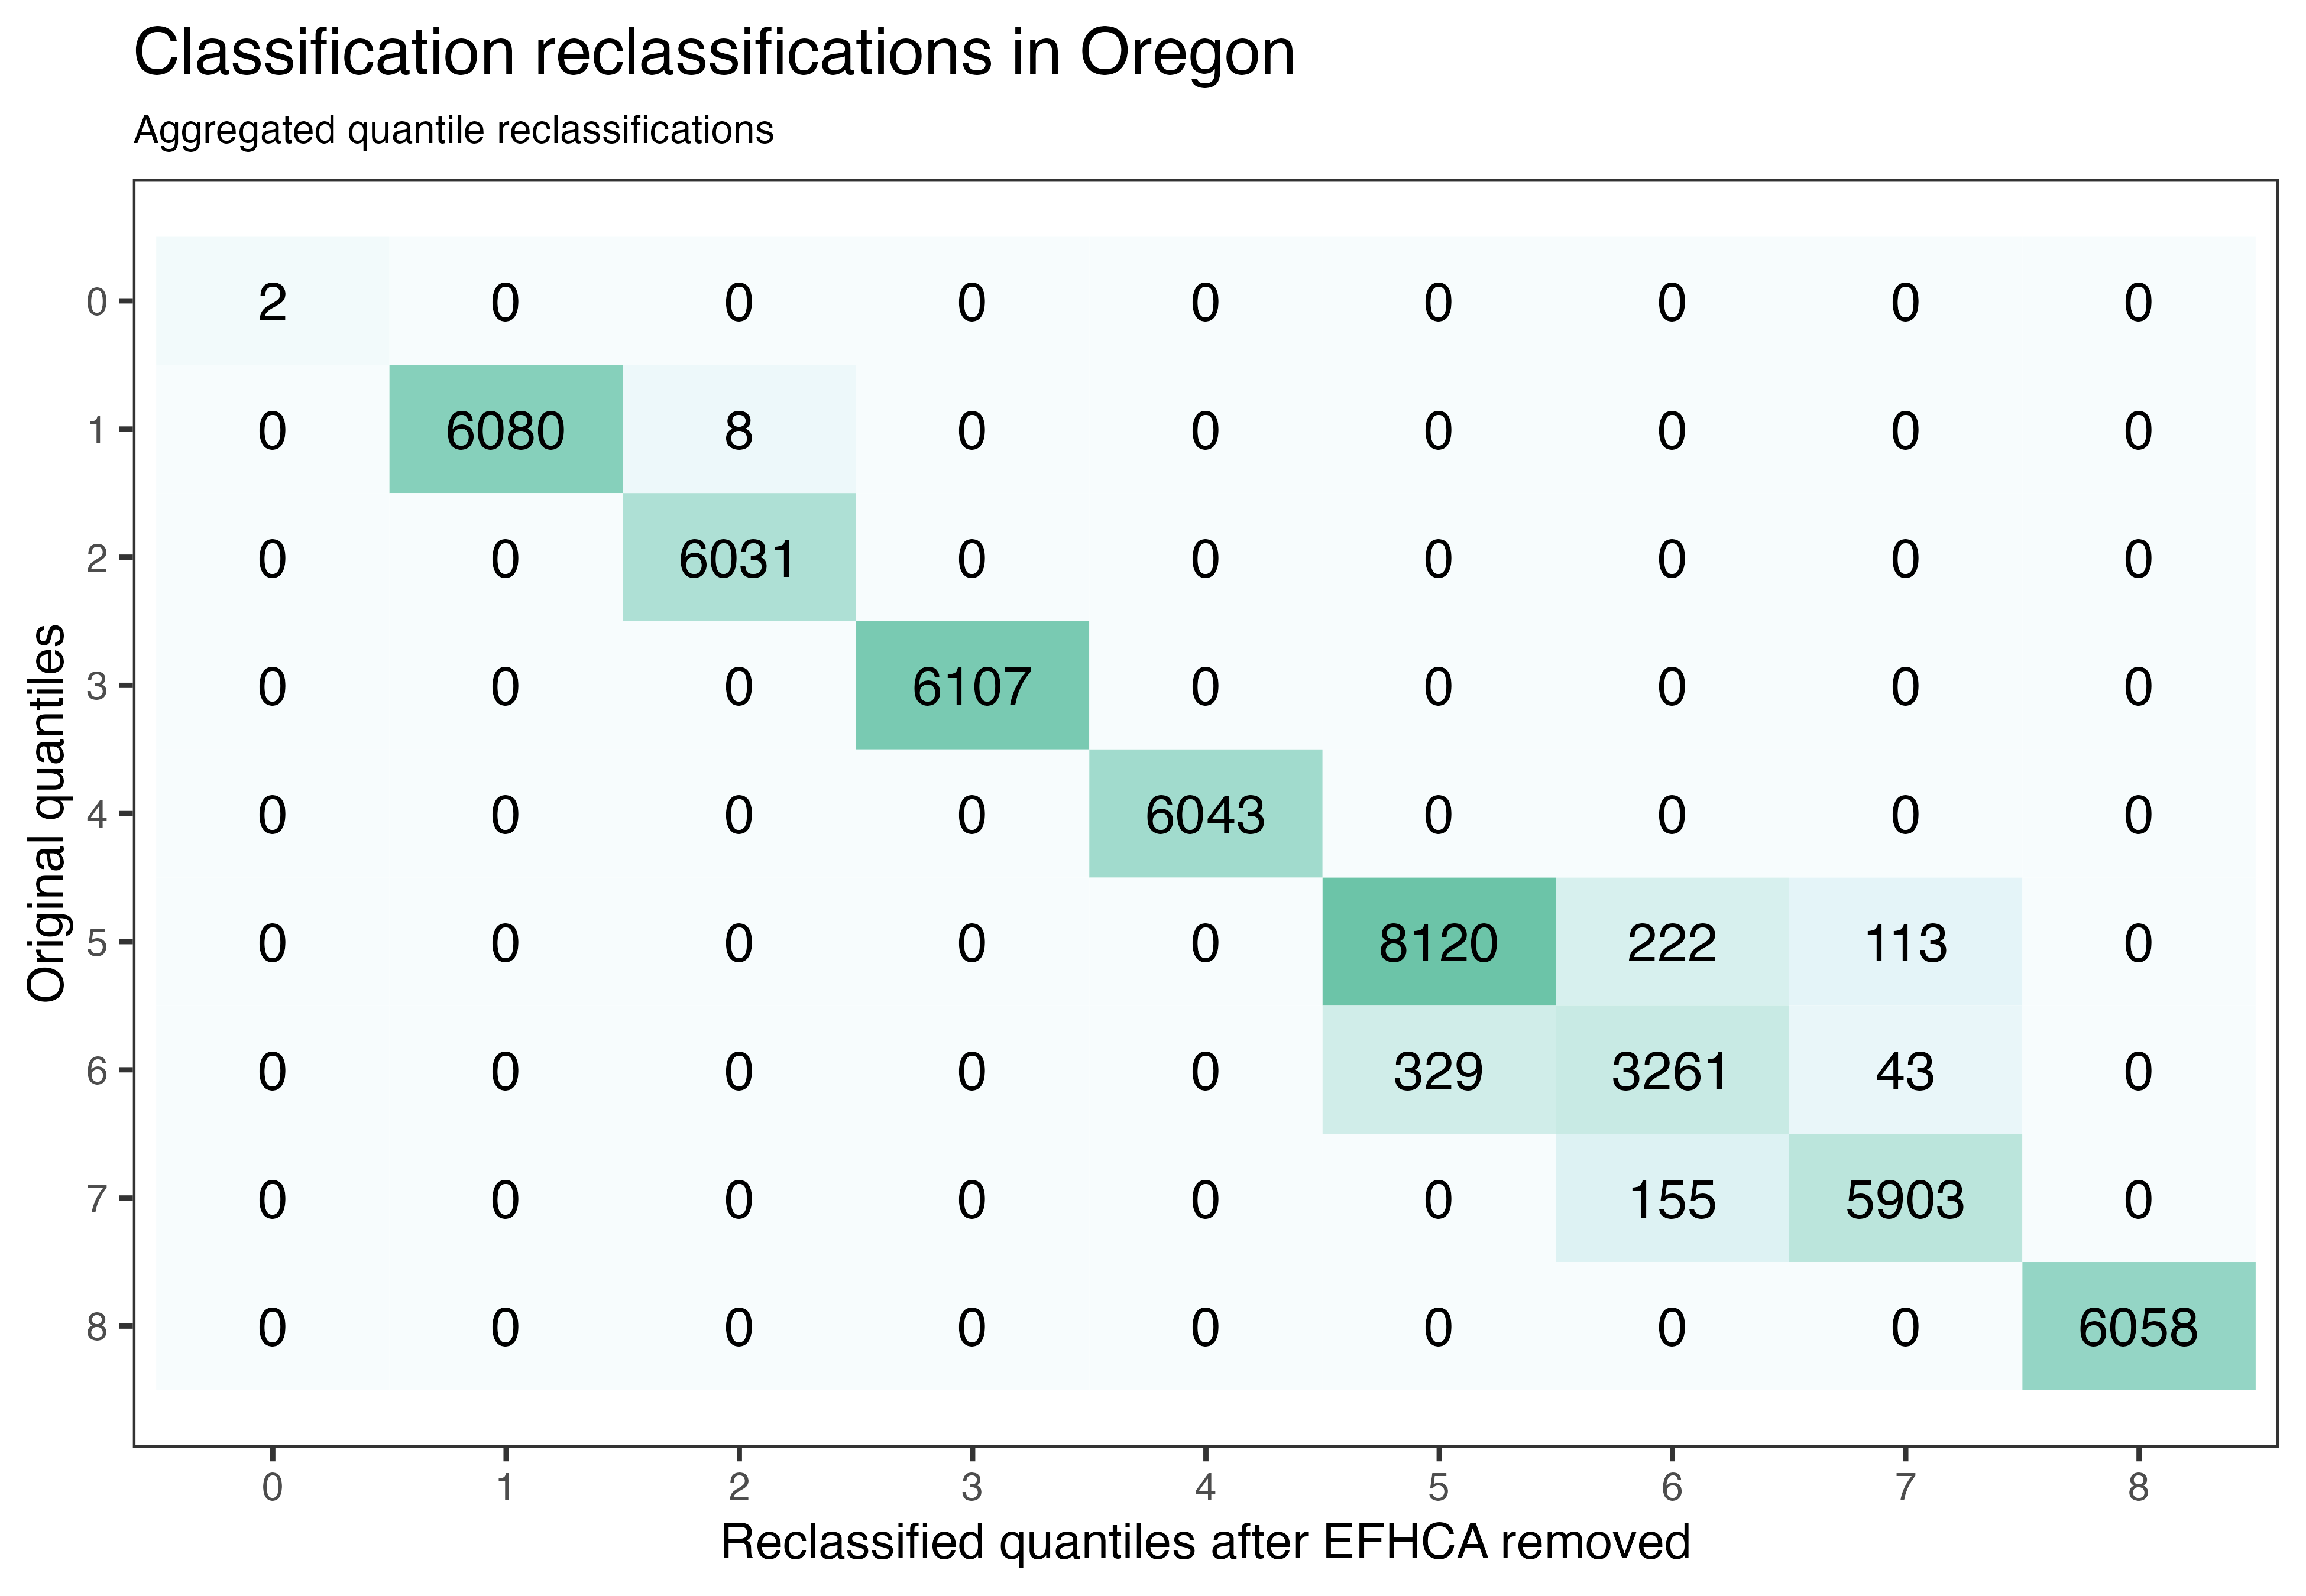 Classification reclassifications in Oregon
Aggregated quantile reclassifications
Original quantiles
0 2 0 0 0 0 0 0 0 0
1 0 6080 8 0 0 0 0 0 0
2 0 0 6031 0 0 0 0 0 0
3 0 0 0 6107 0 0 0 0 0
4 0 0 0 0 6043 0 0 0 0
5 0 0 0 0 0 8120 222 113 0
6 0 0 0 0 0 329 3261 43 0
7 0 0 0 0 0 0 155 5903 0
8 0 0 0 0 0 0 0 0 6058
0 1 2 3 4 5 6 7 8
Reclassified quantiles after EFHCA removed